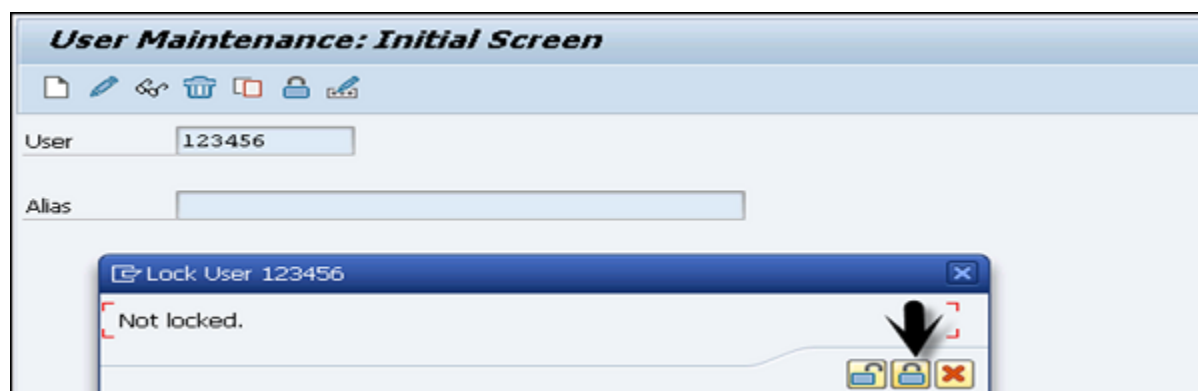 User Maintenance: Initial Screen
User 123456
Alias
Lock User 123456
Not locked.